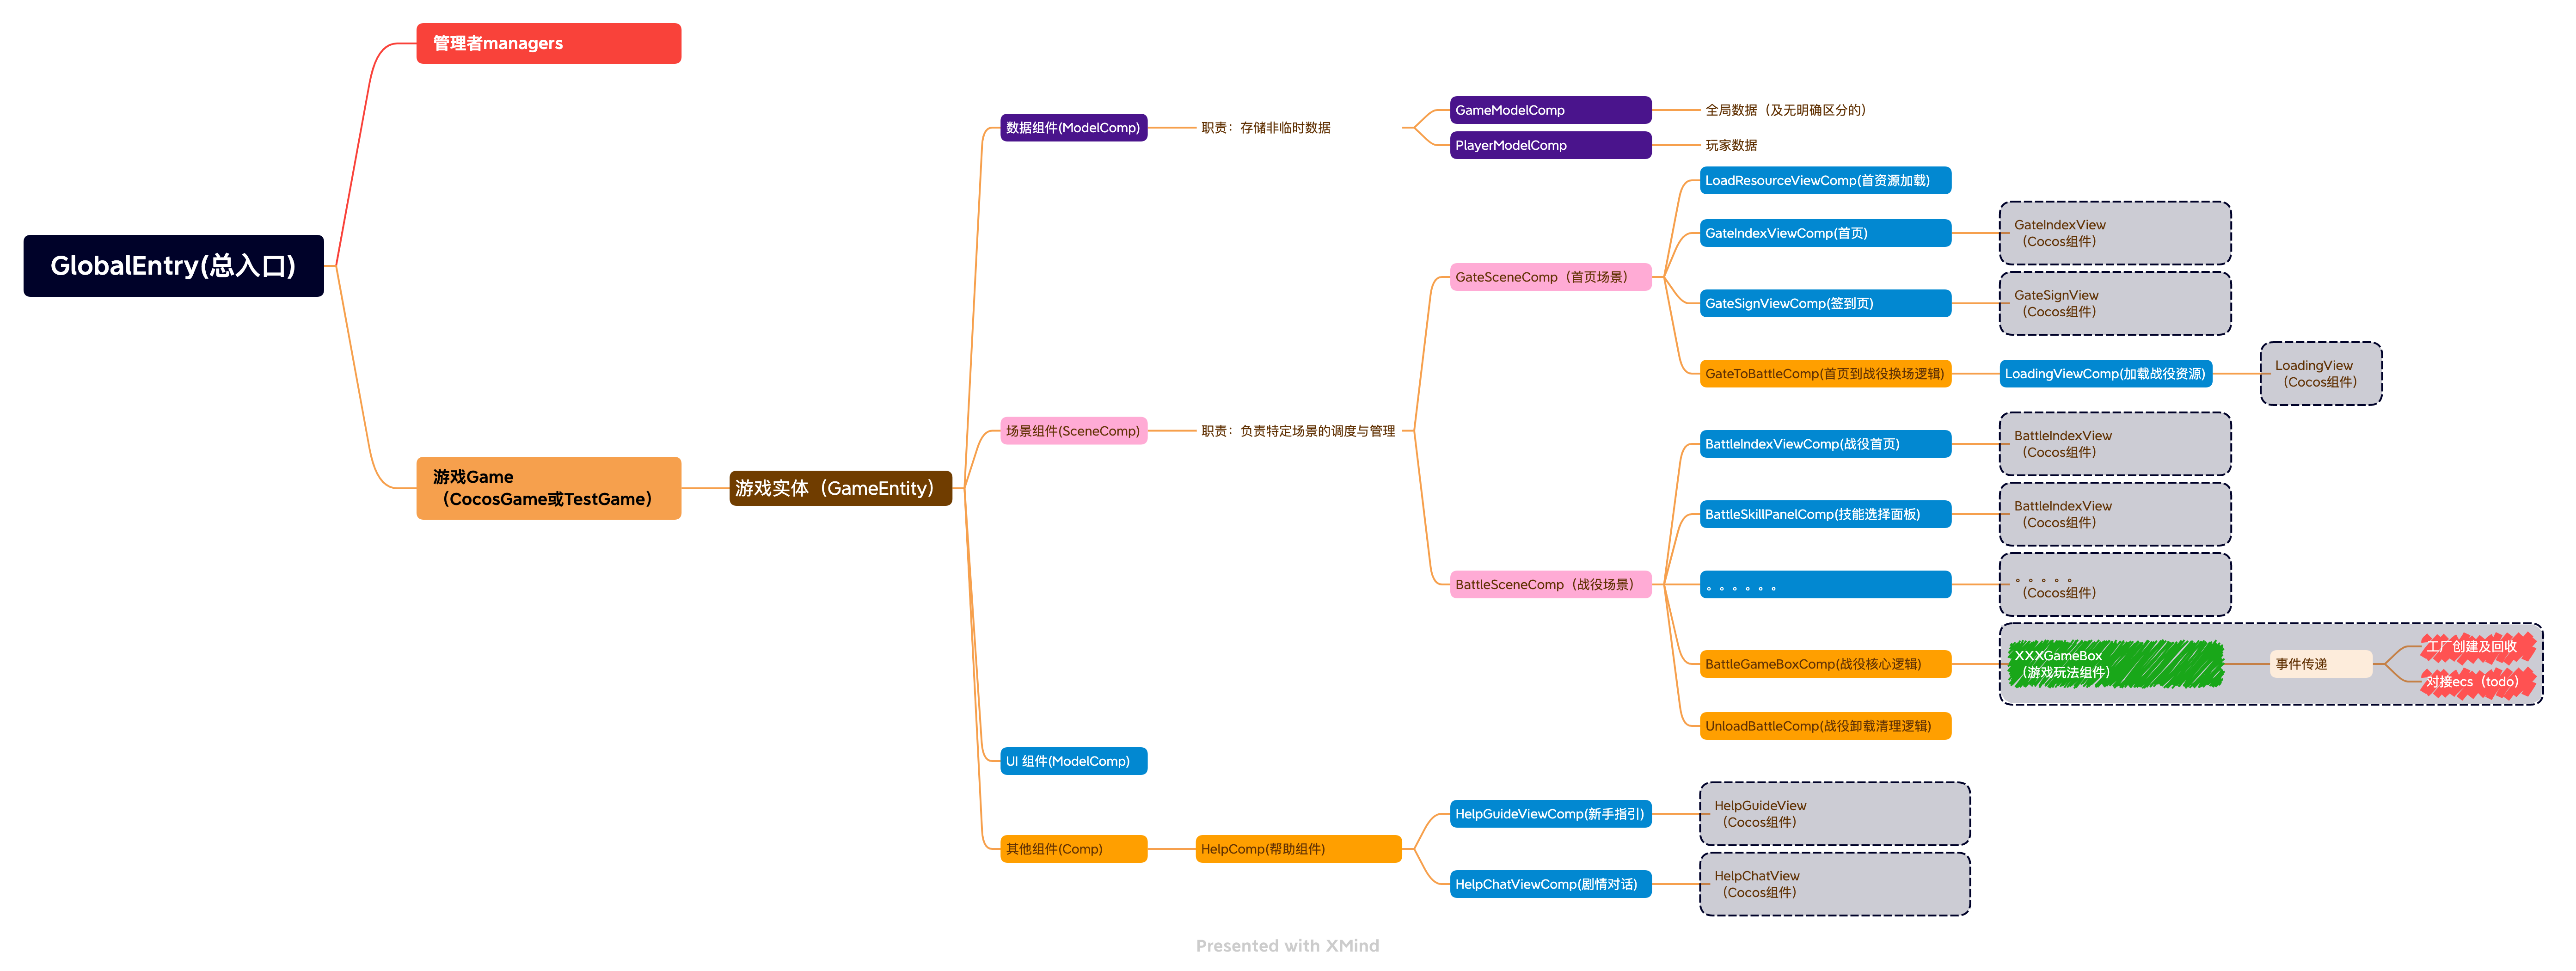 GlobalEntry(总入口)
管理者managers
游戏Game
（CocosGame或TestGame）
游戏实体（GameEntity）
数据组件(ModelComp)
职责：存储非临时数据
GameModelComp
全局数据（及无明确区分的）
PlayerModelComp
玩家数据
场景组件(SceneComp)
职责：负责特定场景的调度与管理
GateSceneComp（首页场景）
LoadResourceViewComp(首资源加载)
GateIndexViewComp(首页)
GateIndexView
（Cocos组件）
GateSignViewComp(签到页)
GateSignView
（Cocos组件）
GateToBattleComp(首页到战役换场逻辑)
LoadingViewComp(加载战役资源)
LoadingView
（Cocos组件）
BattleSceneComp（战役场景）
BattleIndexViewComp(战役首页)
BattleIndexView
（Cocos组件）
BattleSkillPanelComp(技能选择面板)
BattleIndexView
（Cocos组件）
。。。。。。
。。。。。
（Cocos组件）
BattleGameBoxComp(战役核心逻辑)
XXXGameBox
（游戏玩法组件）
事件传递
工厂创建及回收
对接ecs（todo）
UnloadBattleComp(战役卸载清理逻辑)
UI 组件(ModelComp)
其他组件(Comp)
HelpComp(帮助组件)
HelpGuideViewComp(新手指引)
HelpGuideView
（Cocos组件）
HelpChatViewComp(剧情对话)
HelpChatView
（Cocos组件）
Presented with XMind